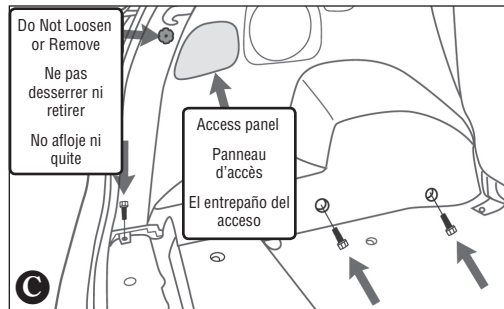 Do Not Loosen
or Remove
Ne pas
desserrer ni
retirer
No afloje ni
quite
Access panel
Panneau
d'accès
El entrepaño del
acceso
C